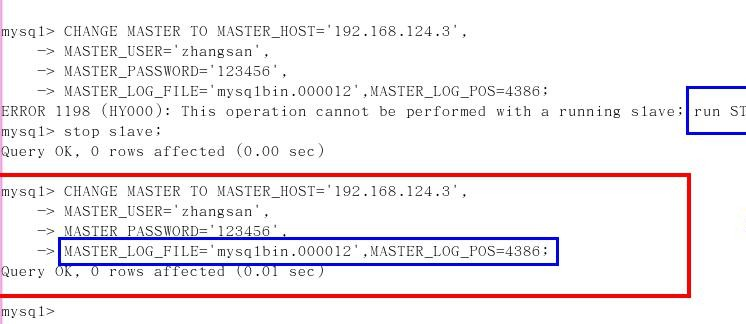 mysql> CHANGE MASTER TO MASTER_HOST='192.168.124.3',
-> MASTER_USER='zhangsan',
-> MASTER_PASSWORD='123456',
-> MASTER_LOG_FILE='mysqlbin.000012',MASTER_LOG_POS=4386;
ERROR 1198 (HY000): This operation cannot be performed with a running slave; run ST
mysql> stop slave;
Query OK, 0 rows affected (0.00 sec)
mysql> CHANGE MASTER TO MASTER_HOST='192.168.124.3',
-> MASTER_USER='zhangsan',
-> MASTER_PASSWORD='123456',
-> MASTER_LOG_FILE='mysqlbin.000012',MASTER_LOG_POS=4386;
Query OK, 0 rows affected (0.01 sec)
mysql>